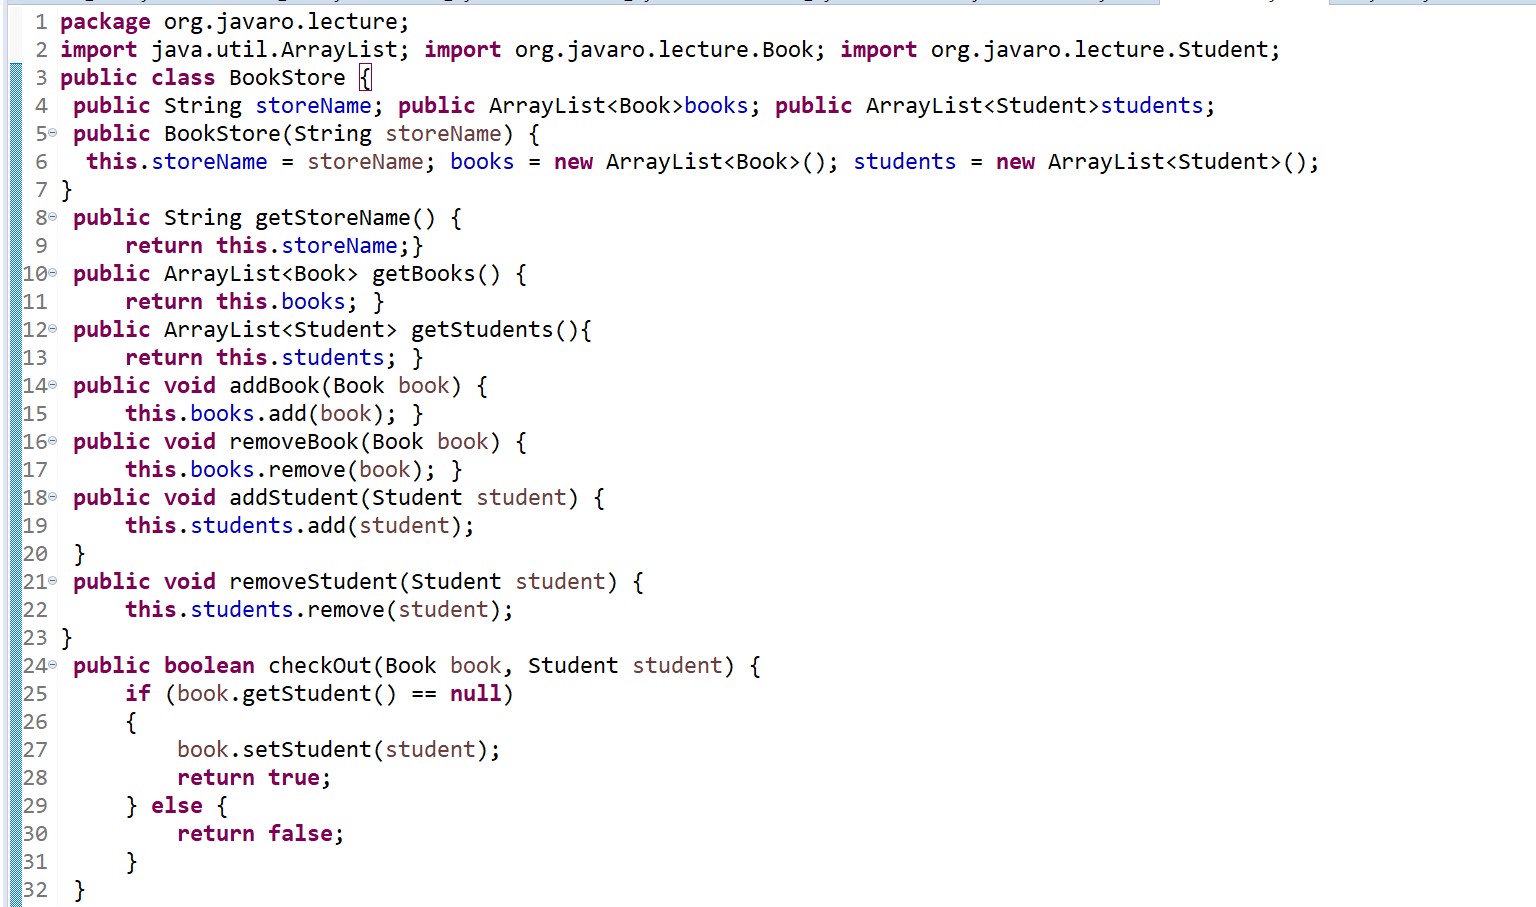 1 package org.javaro.lecture;
2 import java.util.ArrayList; import org.javaro.lecture.Book; import org.javaro.lecture.Student;
3 public class BookStore {
4  public String storeName; public ArrayList<Book>books; public ArrayList<Student>students;
5  public BookStore(String storeName) {
6   this.storeName = storeName; books = new ArrayList<Book>(); students = new ArrayList<Student>();
7 }
8  public String getStoreName() {
9      return this.storeName;}
10  public ArrayList<Book> getBooks() {
11      return this.books; }
12  public ArrayList<Student> getStudents(){
13      return this.students; }
14  public void addBook(Book book) {
15      this.books.add(book); }
16  public void removeBook(Book book) {
17      this.books.remove(book); }
18  public void addStudent(Student student) {
19      this.students.add(student);
20  }
21  public void removeStudent(Student student) {
22      this.students.remove(student);
23 }
24  public boolean checkOut(Book book, Student student) {
25      if (book.getStudent() == null)
26      {
27          book.setStudent(student);
28          return true;
29      } else {
30          return false;
31      }
32  }